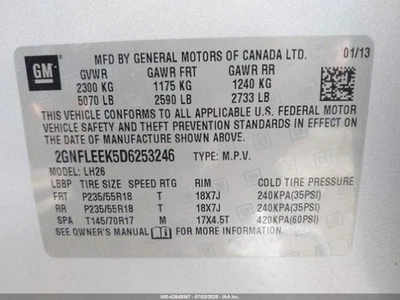 GM
MFD BY GENERAL MOTORS OF CANADA LTD. 01/13
GVWR GAWR FRT GAWR RR
2300 KG 1175 KG 1240 KG
5070 LB 2590 LB 2733 LB
THIS VEHICLE CONFORMS TO ALL APPLICABLE U.S. FEDERAL MOTOR
VEHICLE SAFETY AND THEFT PREVENTION STANDARDS IN EFFECT ON
THE DATE OF MANUFACTURE SHOWN ABOVE.
2GNFLEEK5D6253246 TYPE: M.P.V.
MODEL: LH26
LBBP TIRE SIZE SPEED RTG RIM COLD TIRE PRESSURE
FRT P235/55R18 T 18X7J 240KPA(35PSI)
RR P235/55R18 T 18X7J 240KPA(35PSI)
SPA T145/70R17 M 17X4.5T 420KPA(60PSI)
SEE OWNER'S MANUAL FOR MORE INFORMATION.